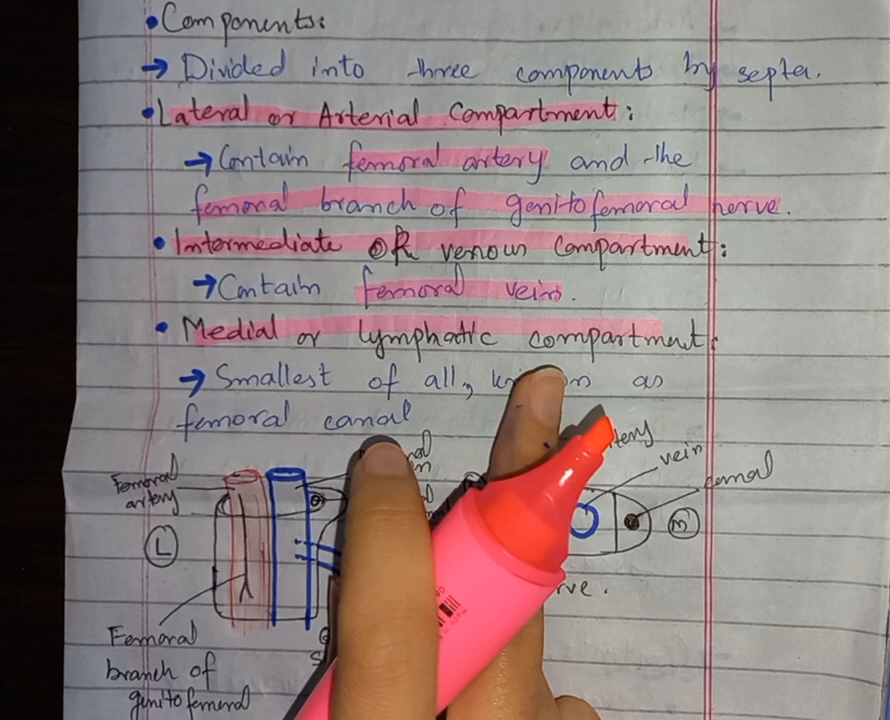 •Components:
→ Divided into three components by septa.
•Lateral or Arterial Compartment:
→Contain femoral artery and the
femoral branch of genitofemoral nerve.
•Intermediate OR venous compartment:
→Contain femoral vein.
•Medial or lymphatic compartment:
→Smallest of all, as
femoral canal
Femoral
artery
L
Femoral
branch of
genitofemoral
vein
M